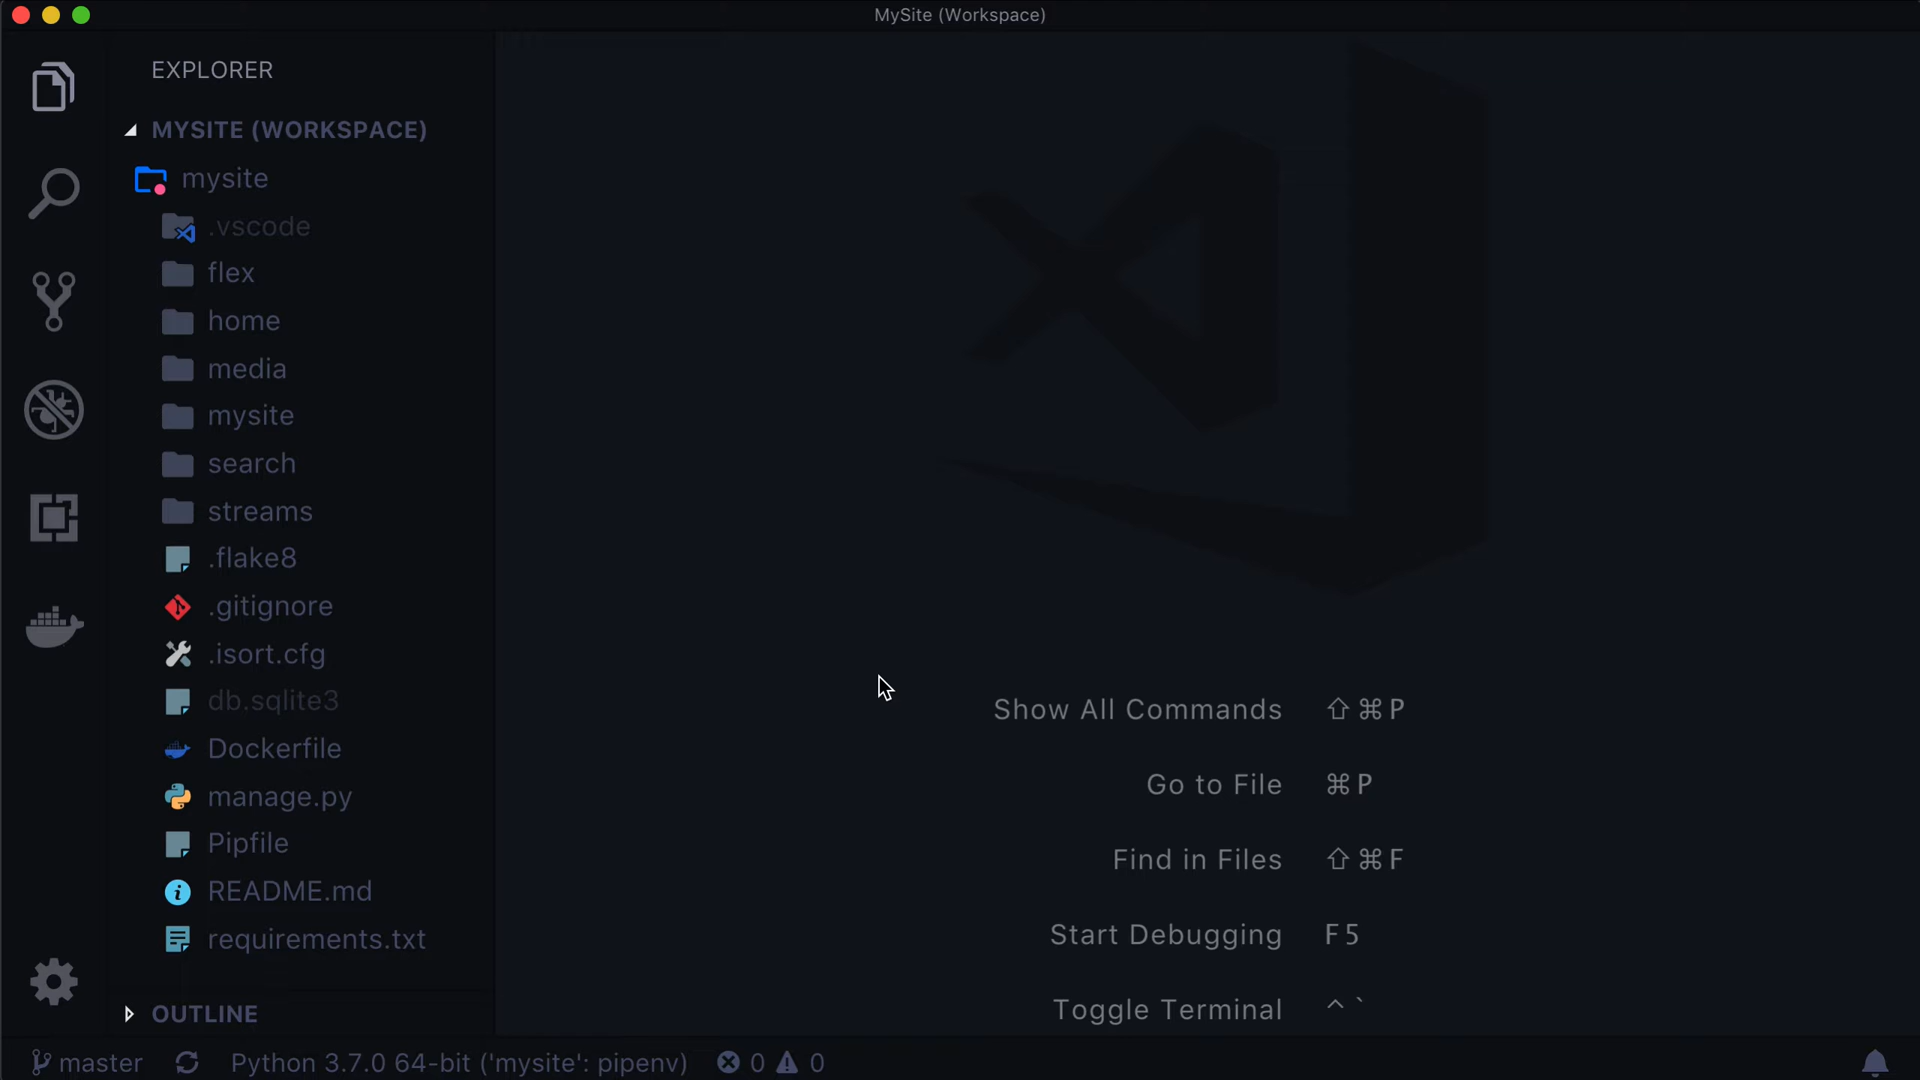 MySite (Workspace)
EXPLORER
MYSITE (WORKSPACE)
mysite
.vscode
flex
home
media
mysite
search
streams
.flake8
.gitignore
.isort.cfg
db.sqlite3
Dockerfile
manage.py
Pipfile
README.md
requirements.txt
OUTLINE
Show All Commands ⇧⌘P
Go to File ⌘P
Find in Files ⇧⌘F
Start Debugging F5
Toggle Terminal ^`
master Python 3.7.0 64-bit ('mysite': pipenv) 0 0